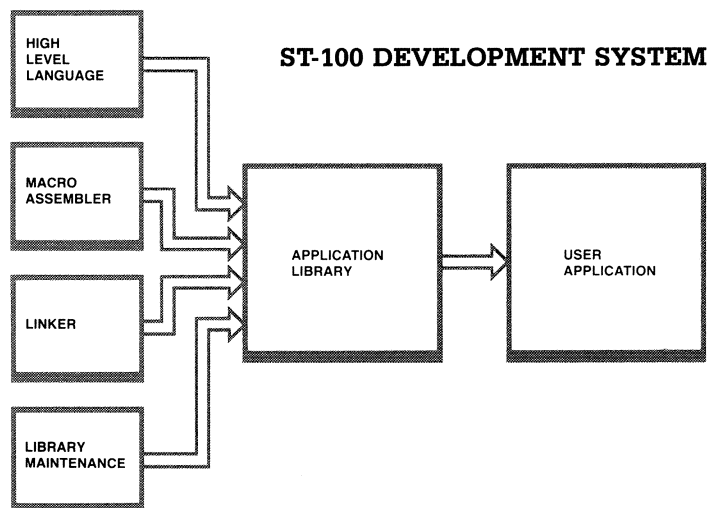 ST-100 DEVELOPMENT SYSTEM
HIGH
LEVEL
LANGUAGE
MACRO
ASSEMBLER
LINKER
LIBRARY
MAINTENANCE
APPLICATION
LIBRARY
USER
APPLICATION